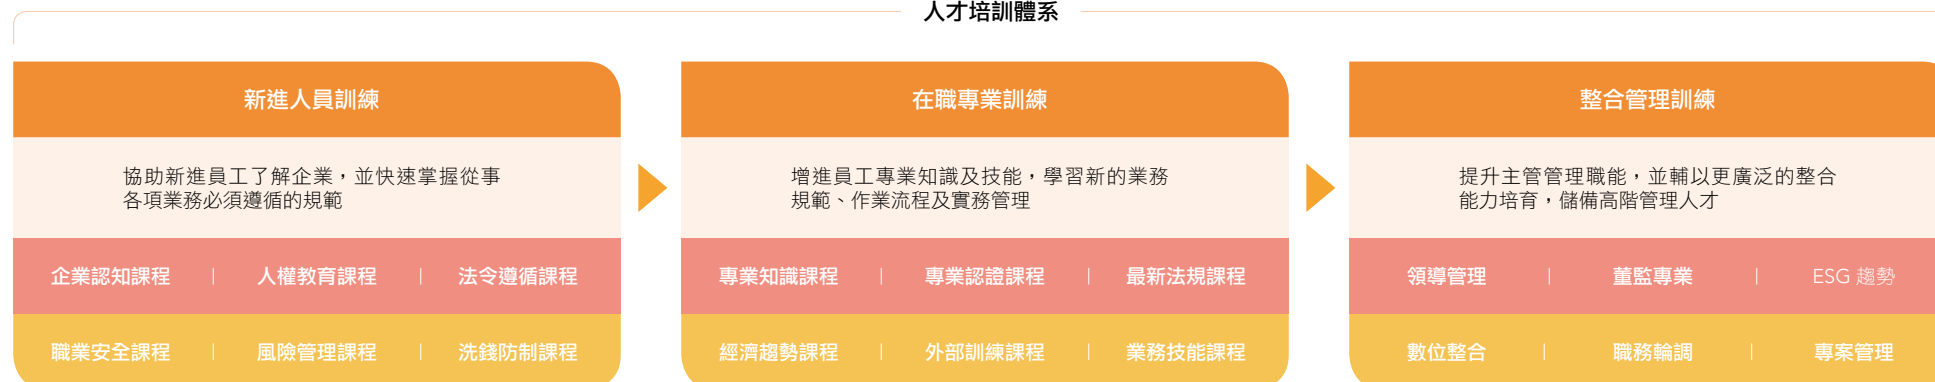 人才培訓體系
新進人員訓練
協助新進員工了解企業，並快速掌握從事
各項業務必須遵循的規範
企業認知課程 | 人權教育課程 | 法令遵循課程
職業安全課程 | 風險管理課程 | 洗錢防制課程
在職專業訓練
增進員工專業知識及技能，學習新的業務
規範、作業流程及實務管理
專業知識課程 | 專業認證課程 | 最新法規課程
經濟趨勢課程 | 外部訓練課程 | 業務技能課程
整合管理訓練
提升主管管理職能，並輔以更廣泛的整合
能力培育，儲備高階管理人才
領導管理 | 董監專業 | ESG 趨勢
數位整合 | 職務輪調 | 專案管理